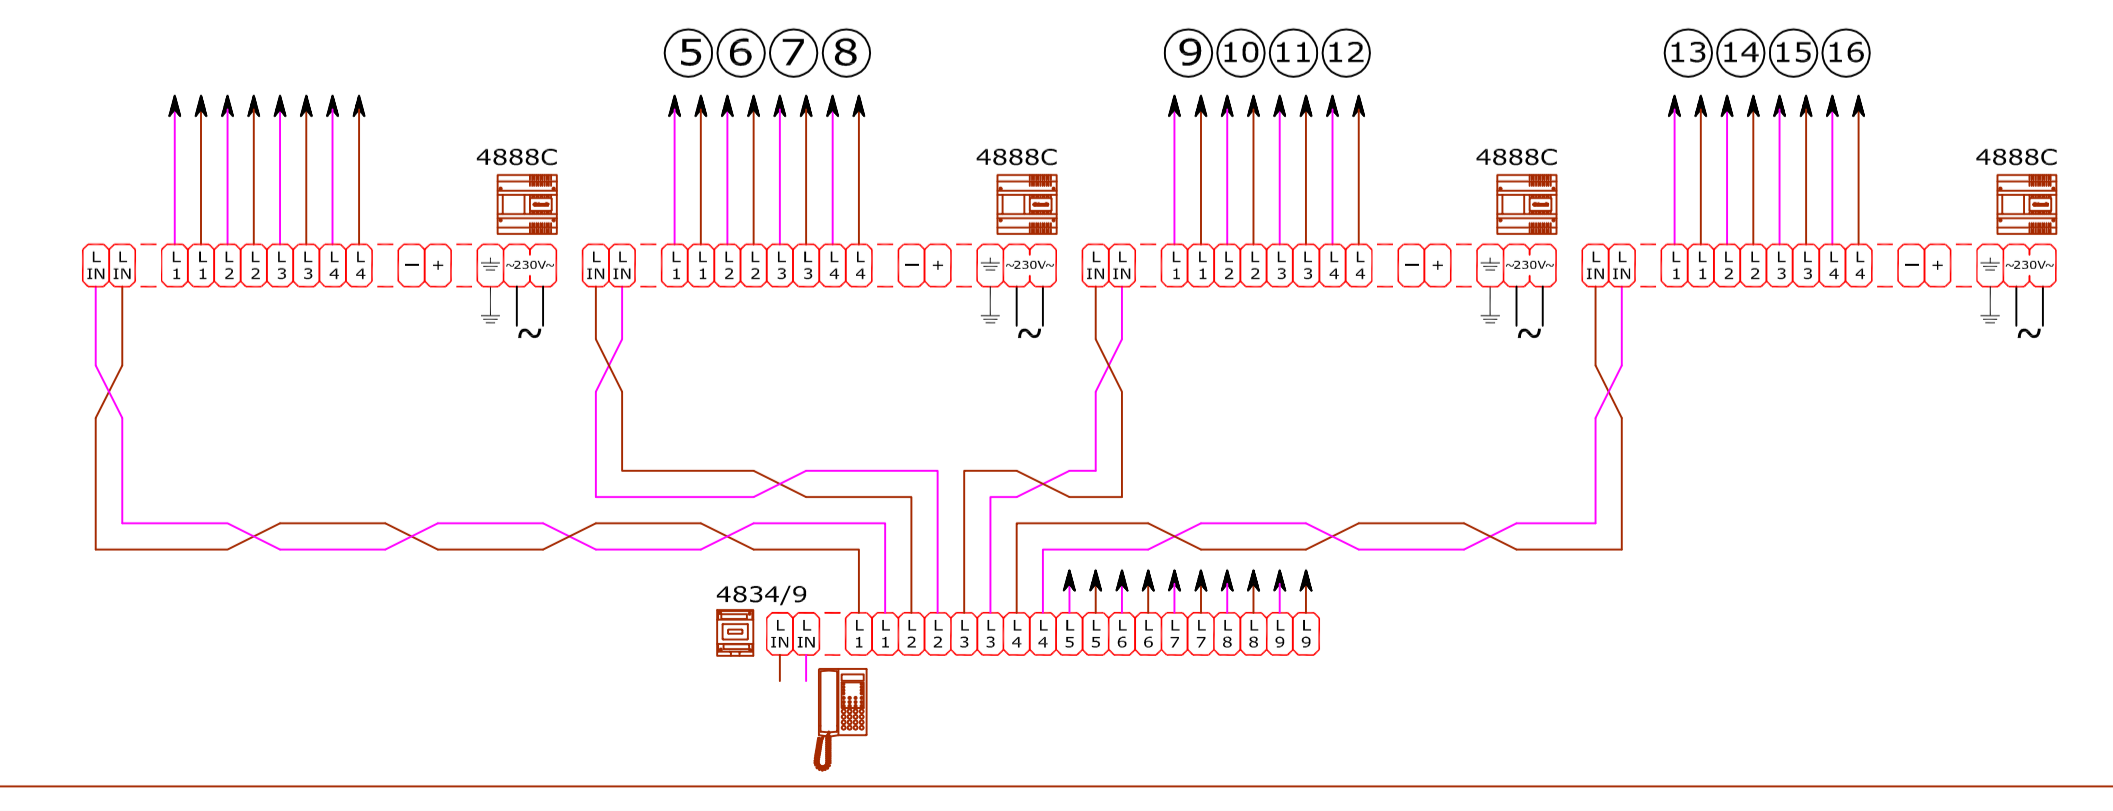 5 6 7 8 9 10 11 12 13 14 15 16
4888C 4888C 4888C 4888C
L IN L IN L 1 L 1 L 2 L 2 L 3 L 3 L 4 L 4 − + ~230V~ L IN L IN L 1 L 1 L 2 L 2 L 3 L 3 L 4 L 4 − + ~230V~ L IN L IN L 1 L 1 L 2 L 2 L 3 L 3 L 4 L 4 − + ~230V~ L IN L IN L 1 L 1 L 2 L 2 L 3 L 3 L 4 L 4 − + ~230V~
~ ~ ~ ~
4834/9
L IN L IN L 1 L 1 L 2 L 2 L 3 L 3 L 4 L 4 L 5 L 5 L 6 L 6 L 7 L 7 L 8 L 8 L 9 L 9